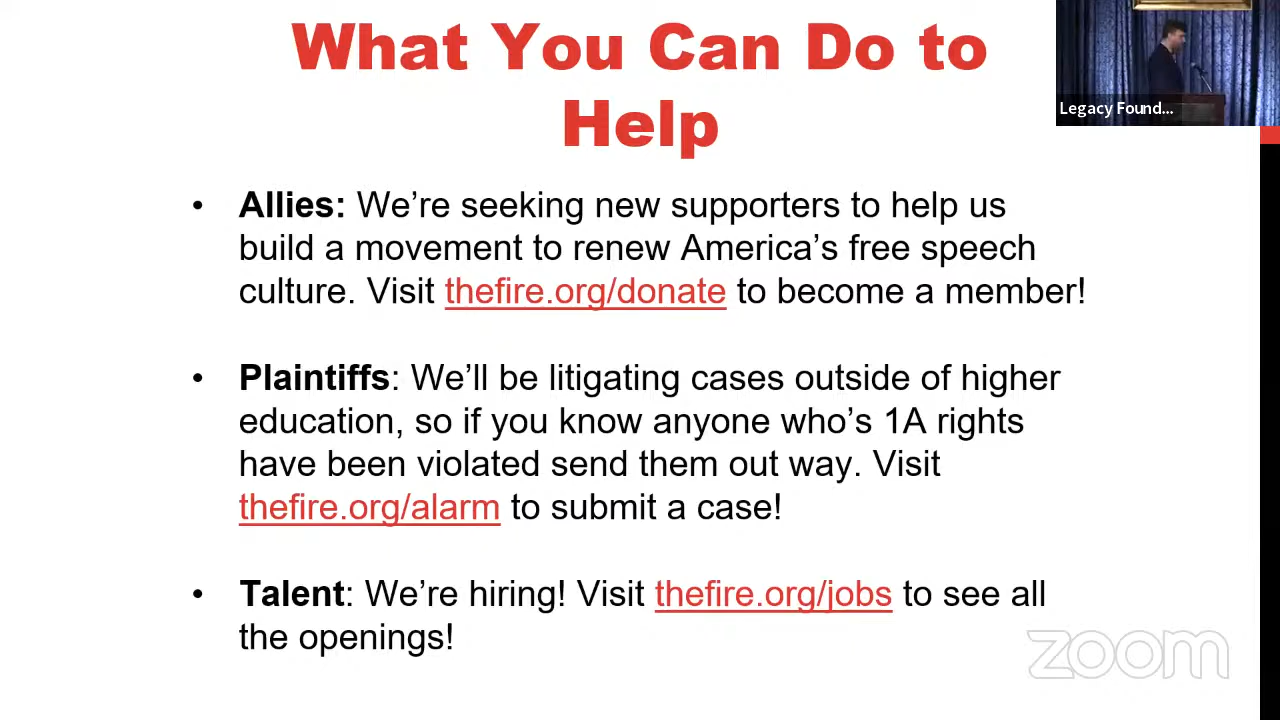 What You Can Do to
Help
Legacy Found...
• Allies: We’re seeking new supporters to help us
build a movement to renew America’s free speech
culture. Visit thefire.org/donate to become a member!
• Plaintiffs: We’ll be litigating cases outside of higher
education, so if you know anyone who’s 1A rights
have been violated send them out way. Visit
thefire.org/alarm to submit a case!
• Talent: We’re hiring! Visit thefire.org/jobs to see all
the openings!
zoom